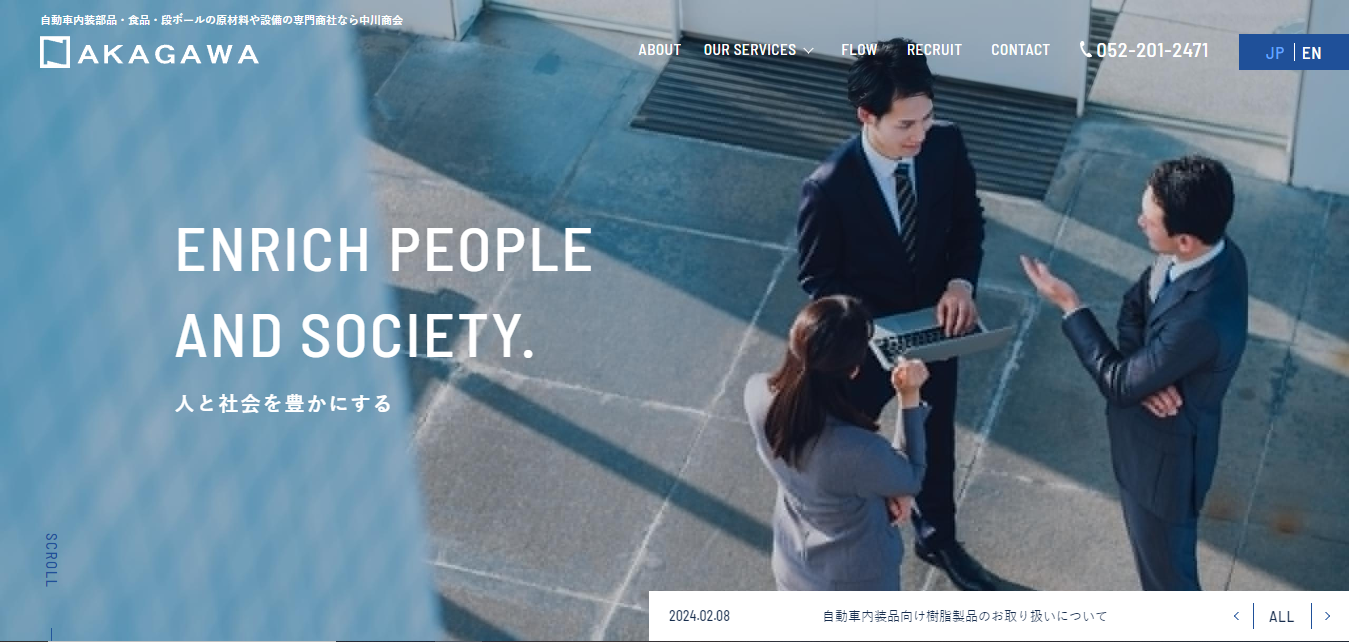 自動車内装部品・食品・段ボールの原材料や設備の専門商社なら中川商会
NAKAGAWA
ABOUT OUR SERVICES FLOW RECRUIT CONTACT 052-201-2471 JP EN
ENRICH PEOPLE
AND SOCIETY.
人と社会を豊かにする
SCROLL
2024.02.08 自動車内装品向け樹脂製品のお取り扱いについて ALL